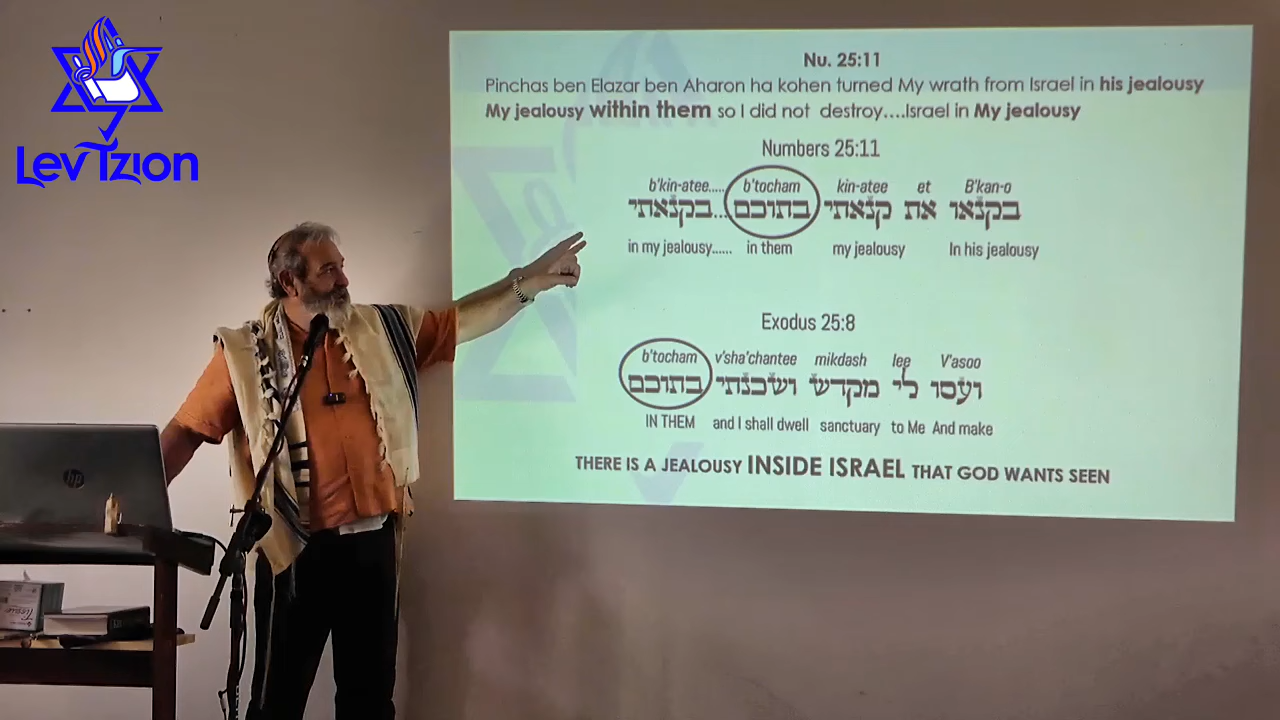 Lev Tzion
Nu. 25:11
Pinchas ben Elazar ben Aharon ha kohen turned My wrath from Israel in his jealousy
My jealousy within them so I did not destroy....Israel in My jealousy
Numbers 25:11
b'kin-atee..... b'tocham kin-atee et B'kan-o
בקנאו את קנאתי בתוכם...בקנאתי
in my jealousy...... in them my jealousy In his jealousy
Exodus 25:8
b'tocham v'sha'chantee mikdash lee V'asoo
ועסו לי מקדש ושכנתי בתוכם
IN THEM and I shall dwell sanctuary to Me And make
THERE IS A JEALOUSY INSIDE ISRAEL THAT GOD WANTS SEEN
hp